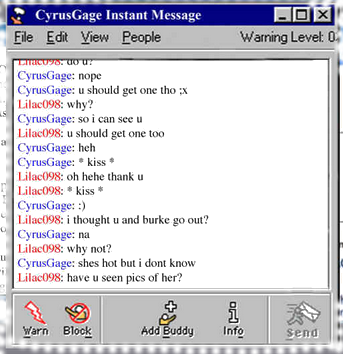 CyrusGage Instant Message
File Edit View People Warning Level: 0
Lilac098: do u?
CyrusGage: nope
CyrusGage: u should get one tho ;x
Lilac098: why?
CyrusGage: so i can see u
Lilac098: u should get one too
CyrusGage: heh
CyrusGage: * kiss *
Lilac098: oh hehe thank u
Lilac098: * kiss *
CyrusGage: :)
Lilac098: i thought u and burke go out?
CyrusGage: na
Lilac098: why not?
CyrusGage: shes hot but i dont know
Lilac098: have u seen pics of her?
Warn Block Add Buddy Info Send